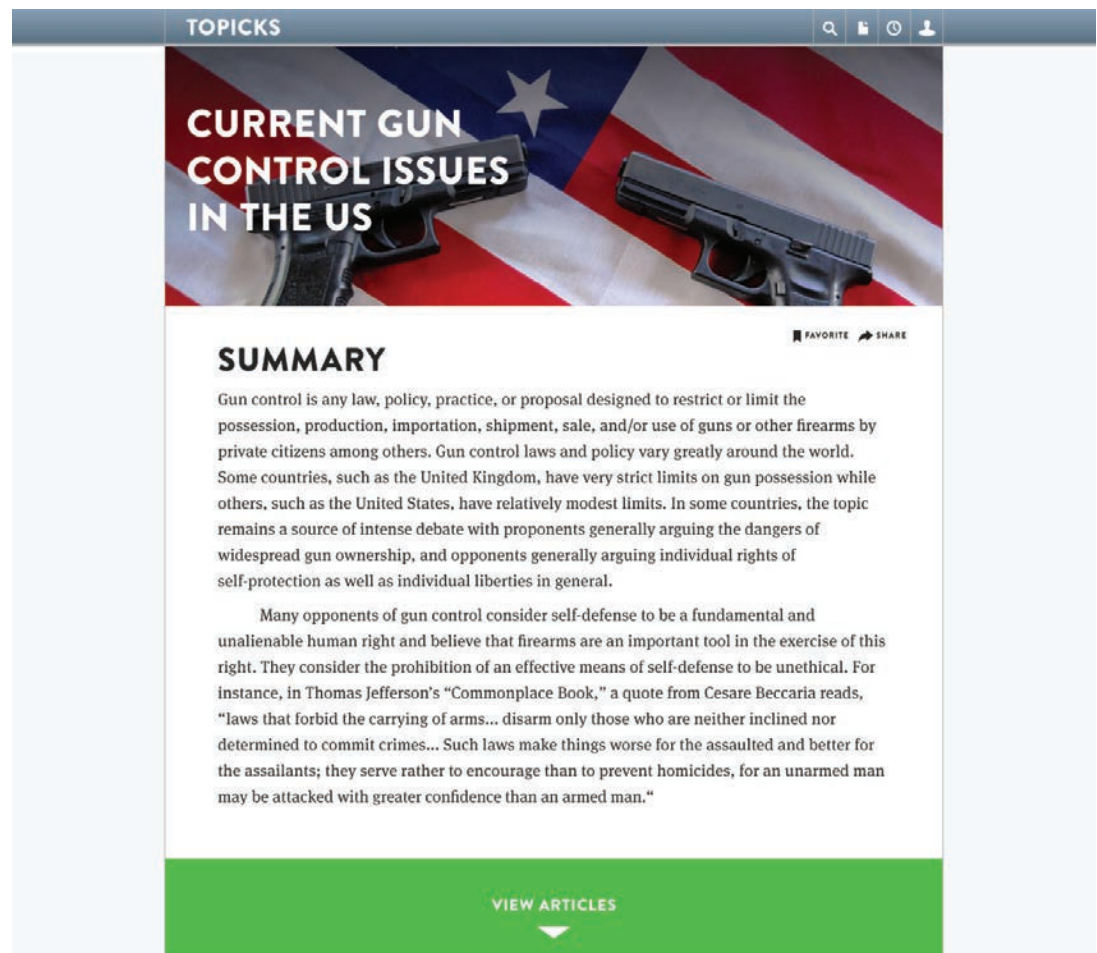 TOPICKS
CURRENT GUN
CONTROL ISSUES
IN THE US
FAVORITE SHARE
SUMMARY
Gun control is any law, policy, practice, or proposal designed to restrict or limit the
possession, production, importation, shipment, sale, and/or use of guns or other firearms by
private citizens among others. Gun control laws and policy vary greatly around the world.
Some countries, such as the United Kingdom, have very strict limits on gun possession while
others, such as the United States, have relatively modest limits. In some countries, the topic
remains a source of intense debate with proponents generally arguing the dangers of
widespread gun ownership, and opponents generally arguing individual rights of
self-protection as well as individual liberties in general.
Many opponents of gun control consider self-defense to be a fundamental and
unalienable human right and believe that firearms are an important tool in the exercise of this
right. They consider the prohibition of an effective means of self-defense to be unethical. For
instance, in Thomas Jefferson’s “Commonplace Book,” a quote from Cesare Beccaria reads,
“laws that forbid the carrying of arms... disarm only those who are neither inclined nor
determined to commit crimes... Such laws make things worse for the assaulted and better for
the assailants; they serve rather to encourage than to prevent homicides, for an unarmed man
may be attacked with greater confidence than an armed man.“
VIEW ARTICLES